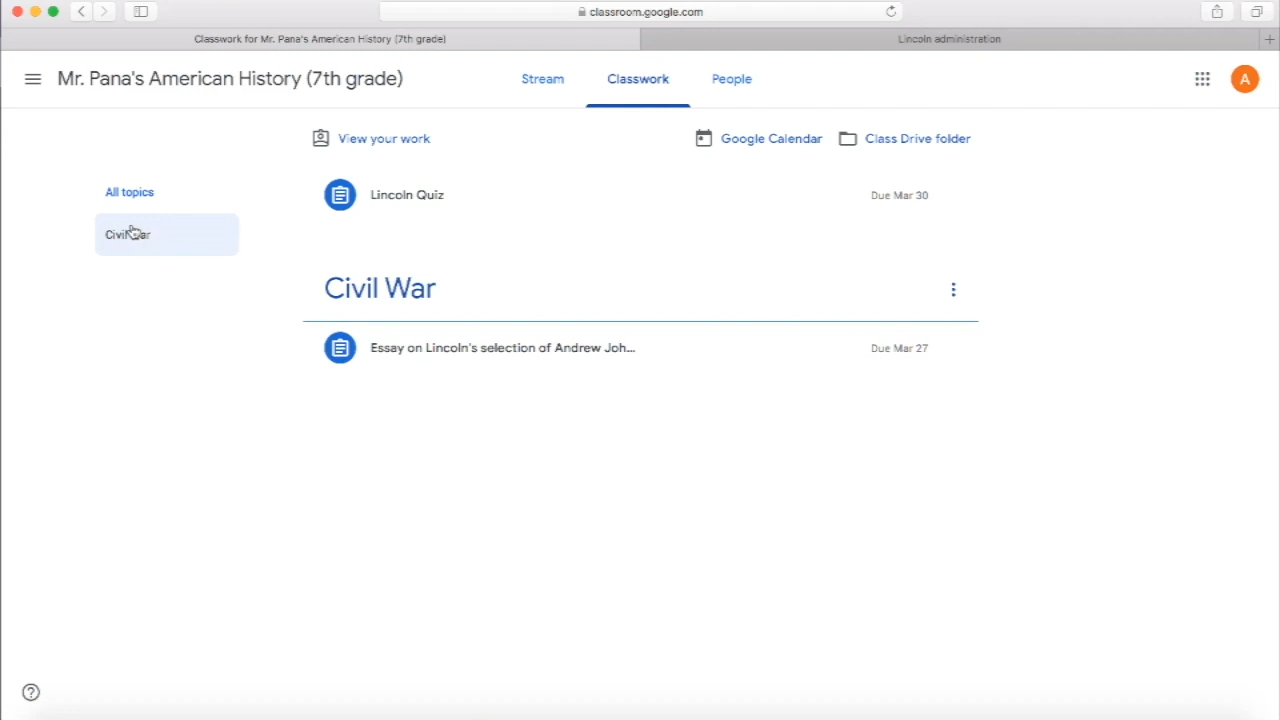 classroom.google.com
Classwork for Mr. Pana's American History (7th grade)
Lincoln administration
Mr. Pana's American History (7th grade)
Stream
Classwork
People
A
View your work
Google Calendar
Class Drive folder
All topics
Civil War
Lincoln Quiz
Due Mar 30
Civil War
Essay on Lincoln's selection of Andrew Joh...
Due Mar 27